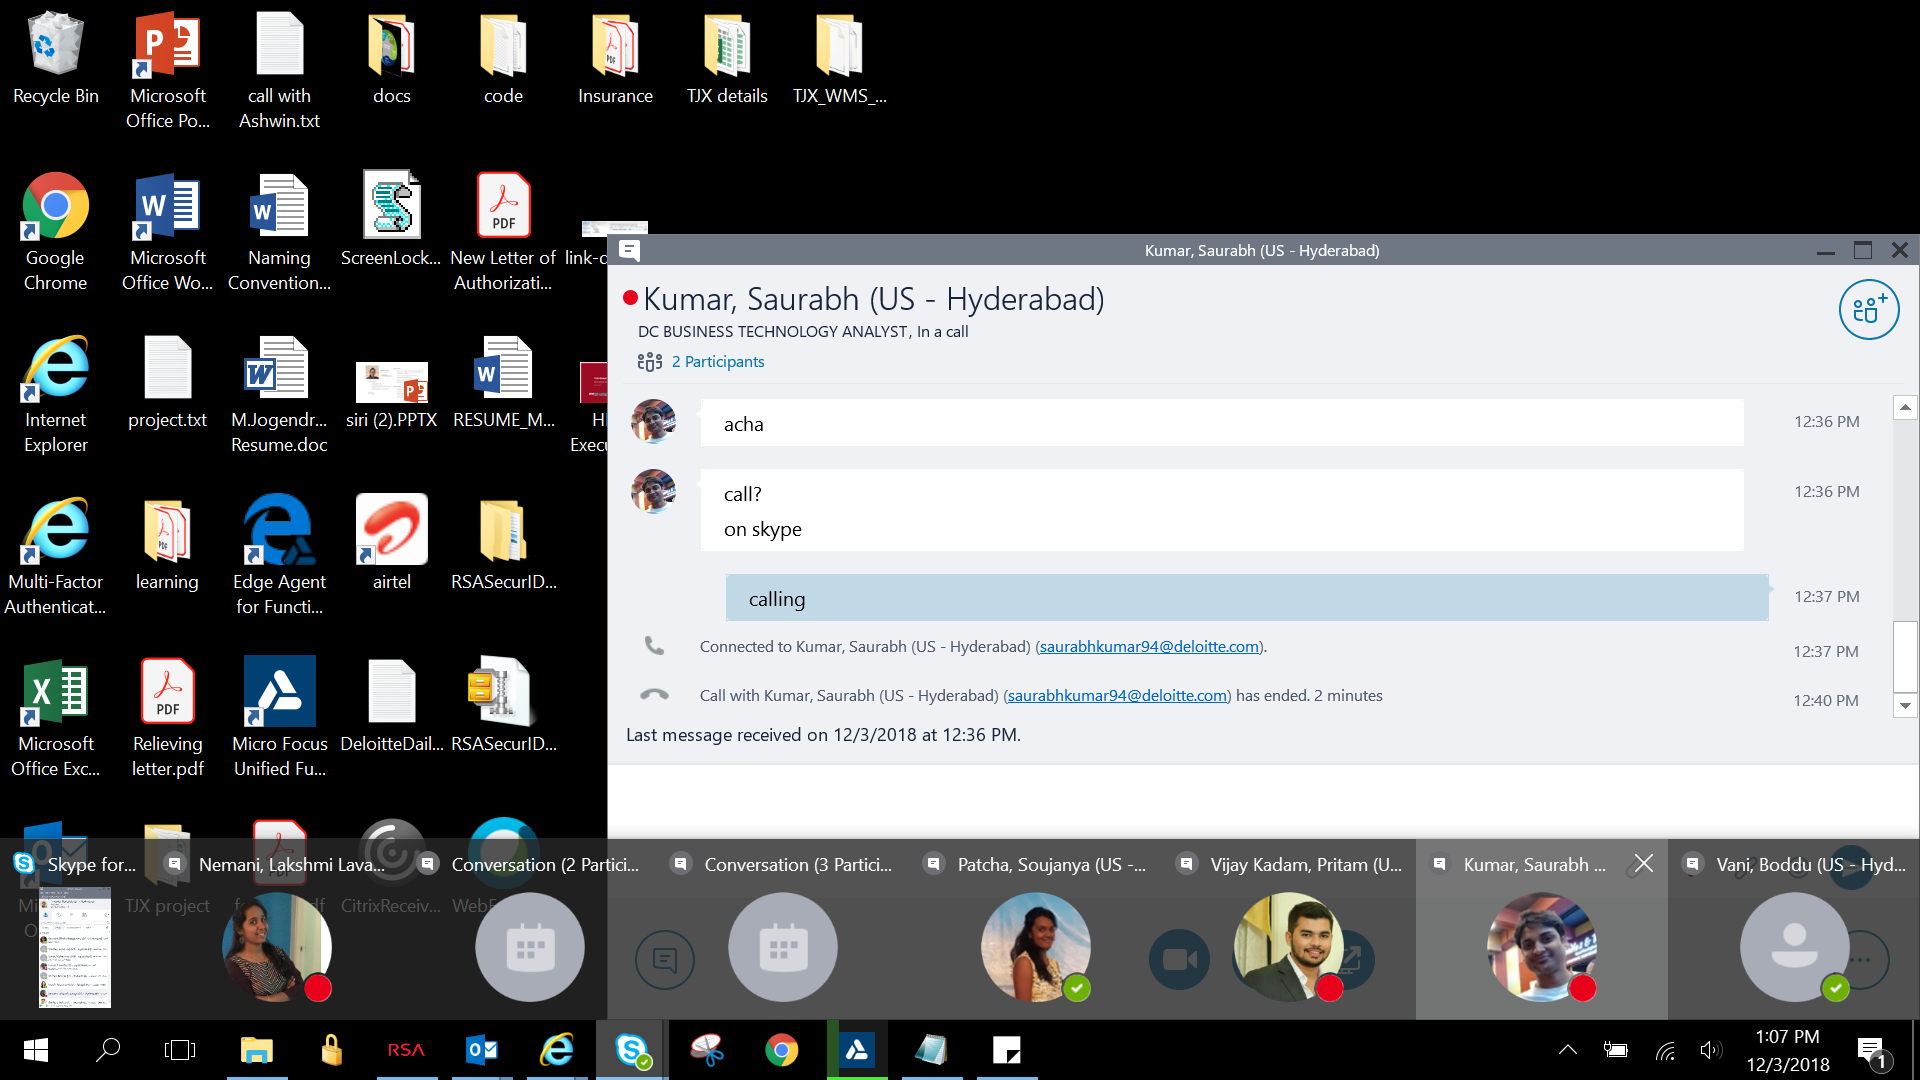 Recycle Bin
Microsoft
Office Po...
call with
Ashwin.txt
docs
code
Insurance
TJX details
TJX_WMS_...
Google
Chrome
Microsoft
Office Wo...
Naming
Convention...
ScreenLock...
New Letter of
Authorizati...
Internet
Explorer
project.txt
M.Jogendr...
Resume.doc
siri (2).PPTX
RESUME_M...
Multi-Factor
Authenticat...
learning
Edge Agent
for Functi...
airtel
RSASecurID...
Microsoft
Office Exc...
Relieving
letter.pdf
Micro Focus
Unified Fu...
DeloitteDail...
RSASecurID...
TJX project
CitrixReceiv...
Kumar, Saurabh (US - Hyderabad)
Kumar, Saurabh (US - Hyderabad)
DC BUSINESS TECHNOLOGY ANALYST, In a call
2 Participants
acha
12:36 PM
call?
on skype
12:36 PM
calling
12:37 PM
Connected to Kumar, Saurabh (US - Hyderabad) (saurabhkumar94@deloitte.com).
12:37 PM
Call with Kumar, Saurabh (US - Hyderabad) (saurabhkumar94@deloitte.com) has ended. 2 minutes
12:40 PM
Last message received on 12/3/2018 at 12:36 PM.
Skype for...
Nemani, Lakshmi Lava...
Conversation (2 Partici...
Conversation (3 Partici...
Patcha, Soujanya (US -...
Vijay Kadam, Pritam (U...
Kumar, Saurabh ...
Vani, Boddu (US - Hyd...
RSA
1:07 PM
12/3/2018
1